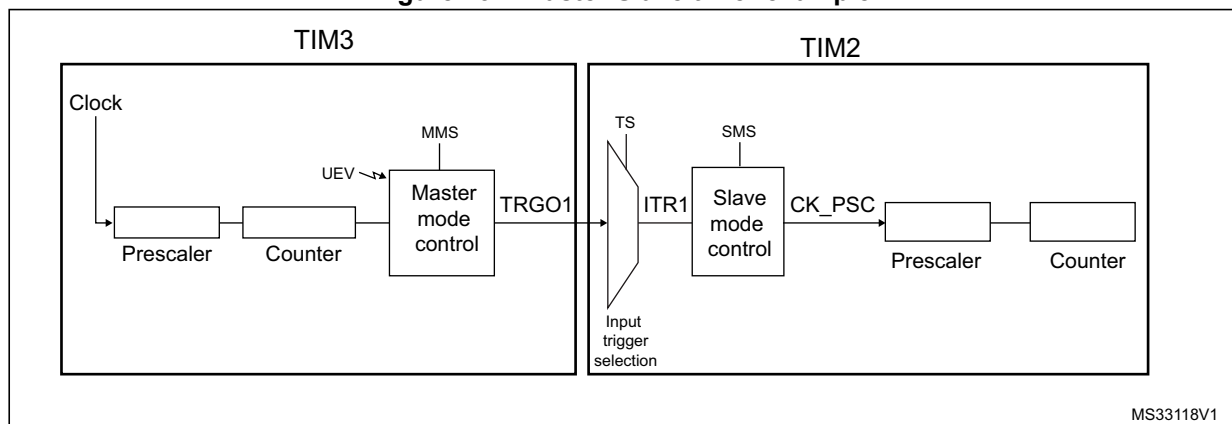 TIM3
TIM2
Clock
MMS
TS
SMS
UEV
Master
mode
control
TRGO1
ITR1
Slave
mode
control
CK_PSC
Prescaler
Counter
Prescaler
Counter
Input
trigger
selection
MS33118V1